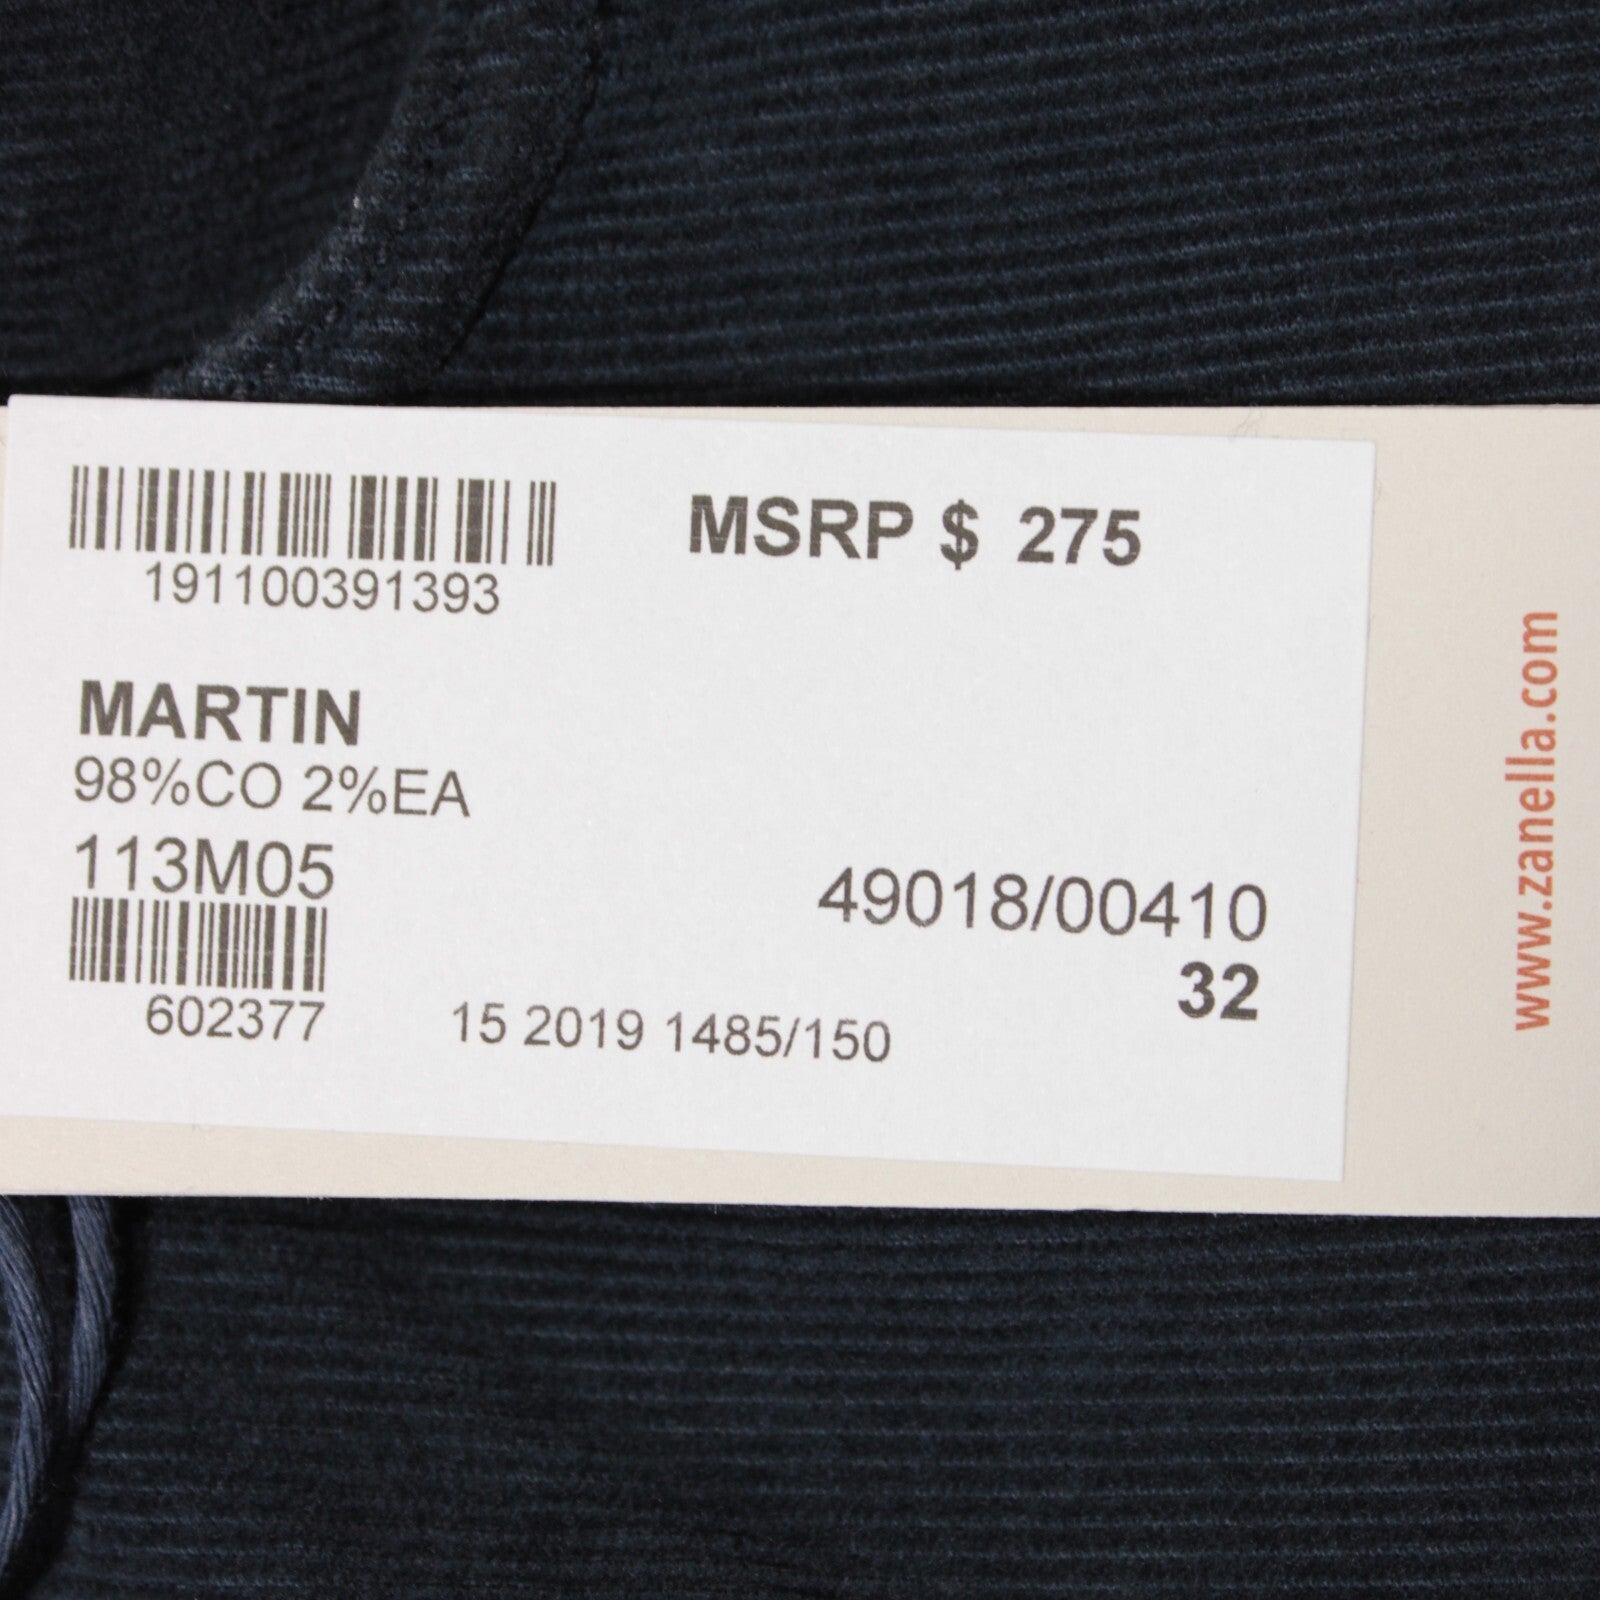 MSRP $ 275
191100391393
MARTIN
98%CO 2%EA
113M05
49018/00410
32
602377
15 2019 1485/150
www.zanella.com